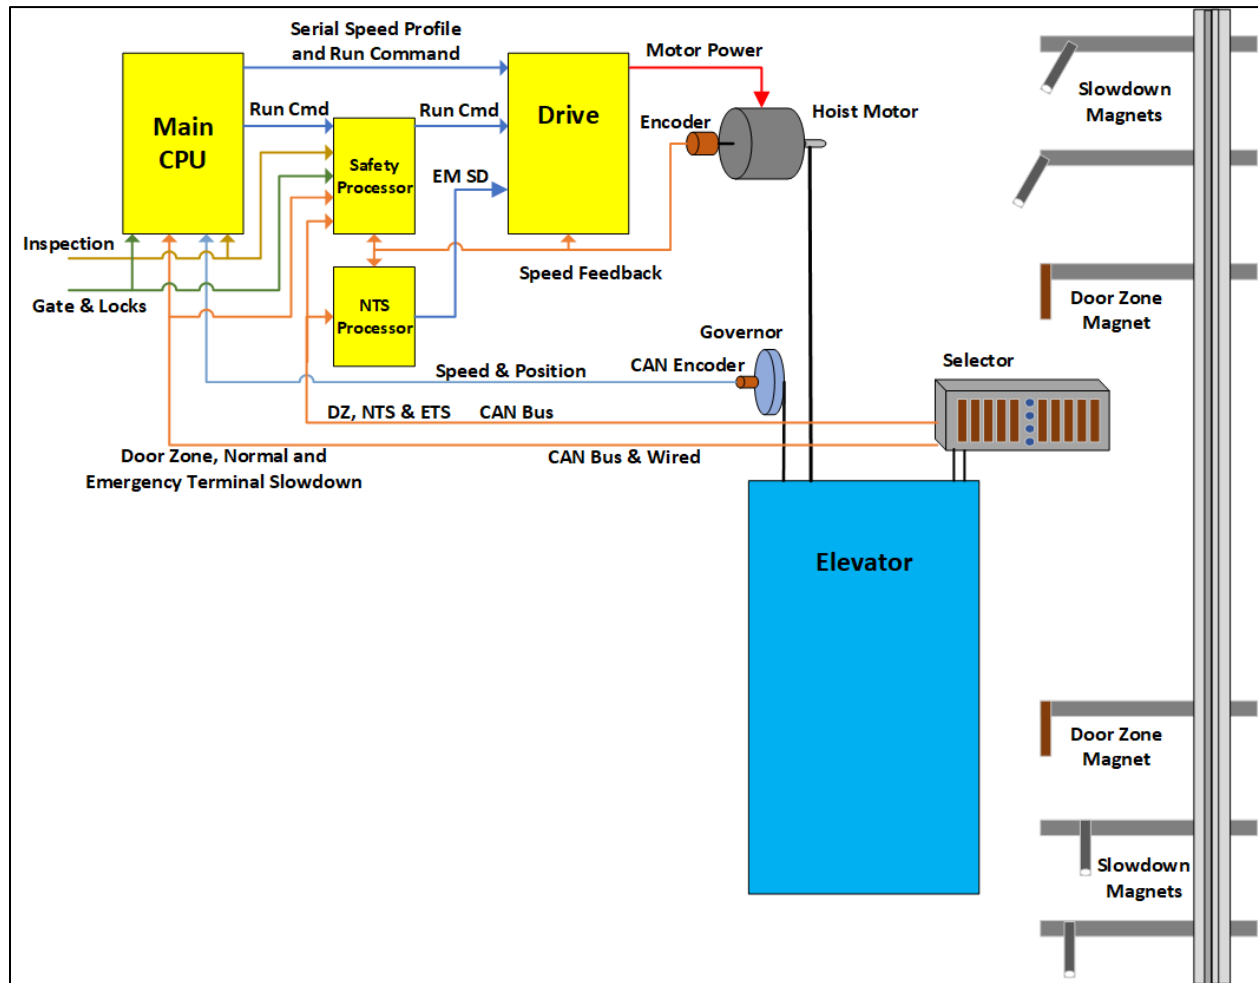 Serial Speed Profile
and Run Command
Motor Power
Slowdown
Magnets
Main
CPU
Run Cmd
Run Cmd
Drive
Encoder
Hoist Motor
Safety
Processor
EM SD
Inspection
Speed Feedback
Gate & Locks
NTS
Processor
Door Zone
Magnet
Governor
CAN Encoder
Selector
Speed & Position
DZ, NTS & ETS
CAN Bus
Door Zone, Normal and
Emergency Terminal Slowdown
CAN Bus & Wired
Elevator
Door Zone
Magnet
Slowdown
Magnets